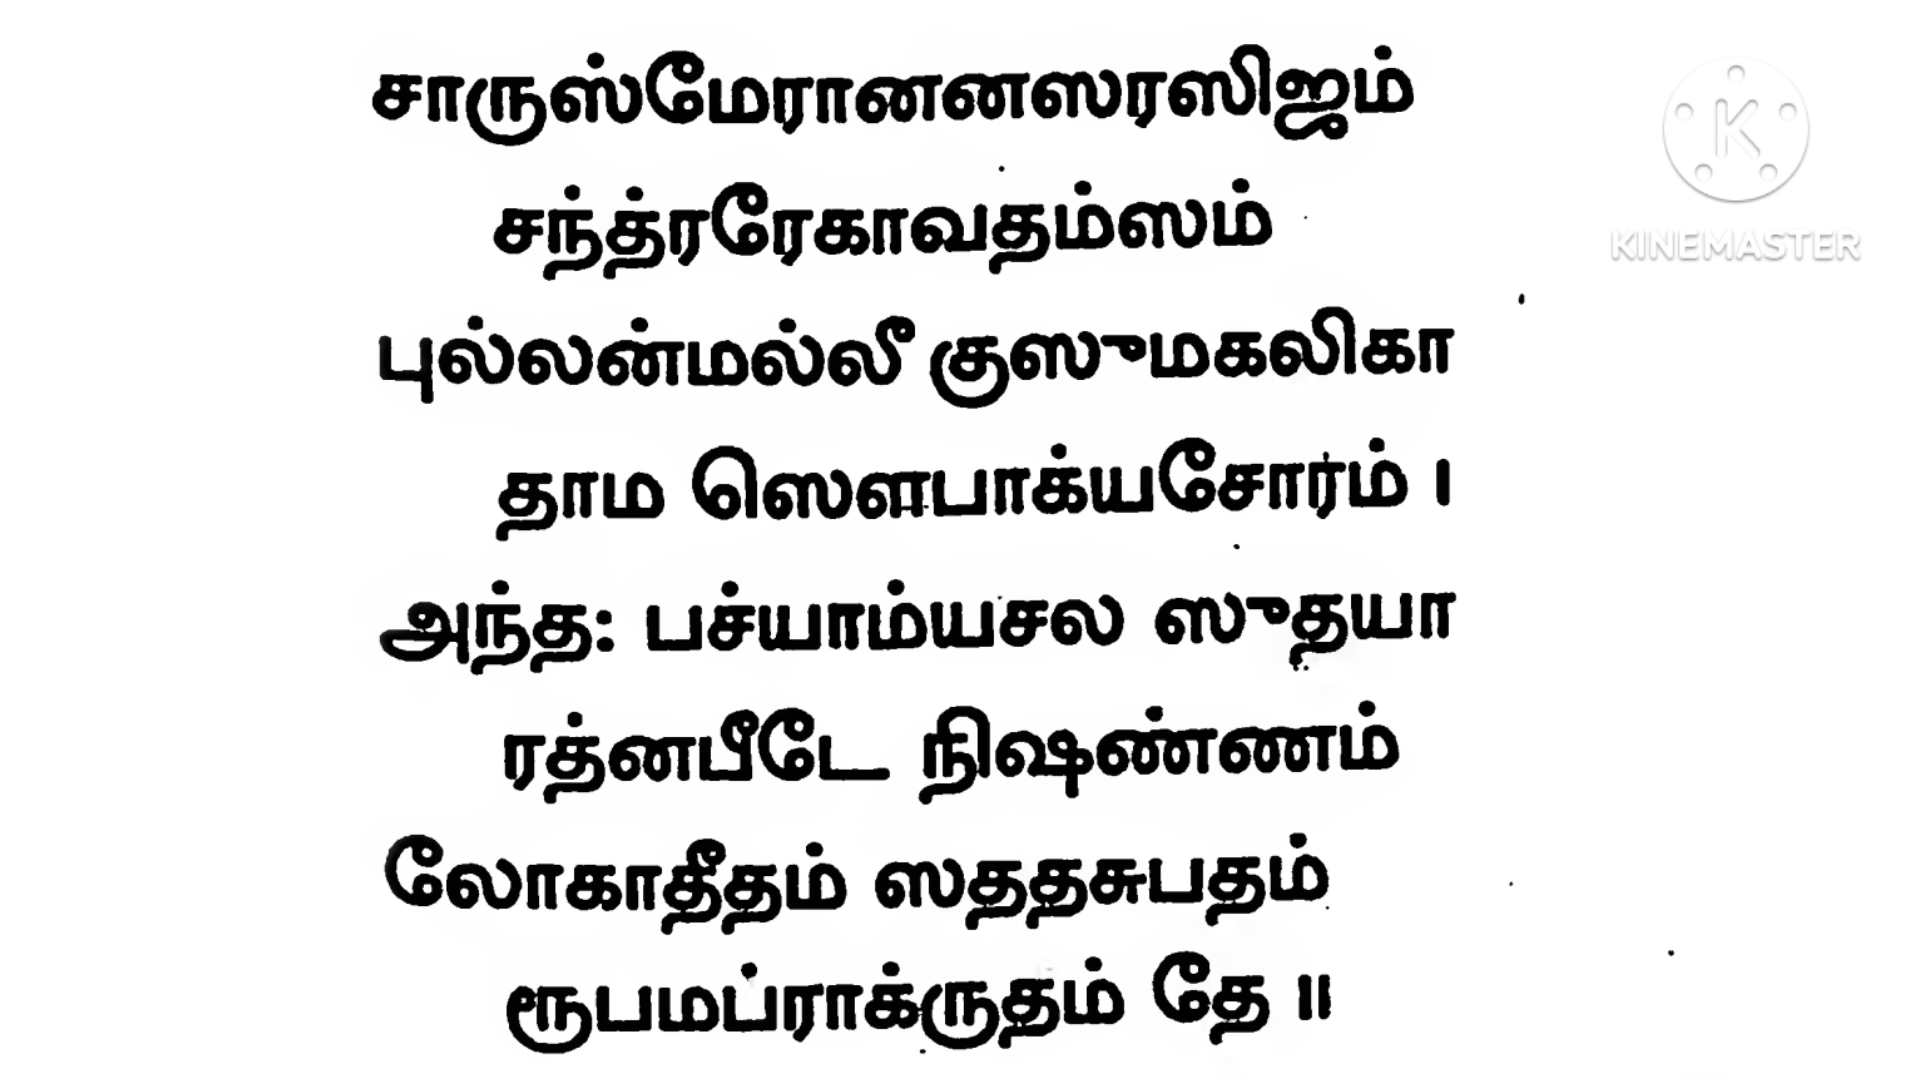 சாருஸ்மேரானனஸரஸிஜம்
சந்த்ரரேகாவதம்ஸம்
புல்லன்மல்லீ குஸுமகலிகா
தாம ஸௌபாக்யசோர்ம் ।
அந்த: பச்யாம்யசல ஸுதயா
ரத்னபீடே நிஷண்ணம்
லோகாதீதம் ஸததசுபதம்
ரூபமப்ராக்ருதம் தே ॥
K
KINEMASTER